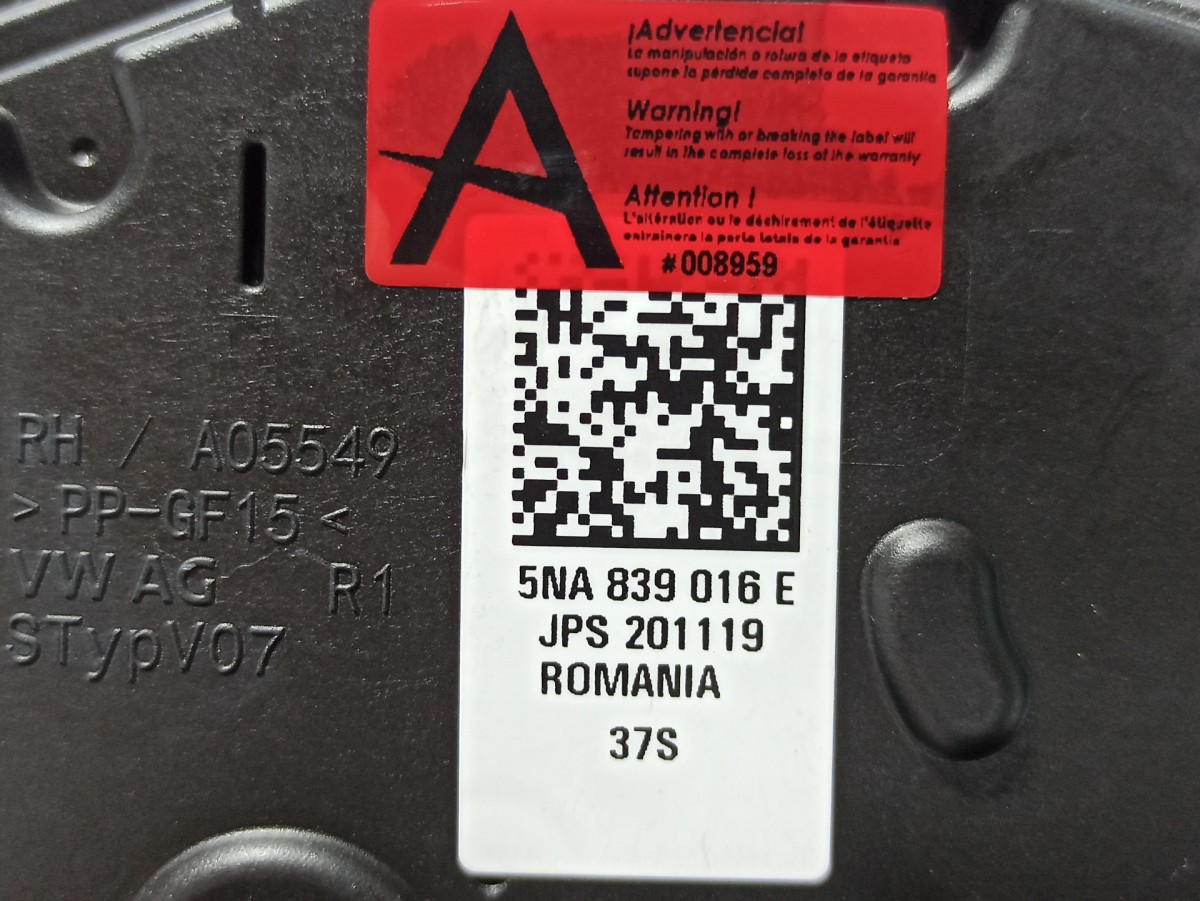 ¡Advertencia!
La manipulación o rotura de la etiqueta
supone la pérdida completa de la garantía
Warning!
Tampering with or breaking the label will
result in the complete loss of the warranty
Attention !
L'altération ou le déchirement de l'étiquette
entrainera la perte totale de la garantie
#008959
RH / A05549
>PP-GF15<
VW AG R1
STypV07
5NA 839 016 E
JPS 201119
ROMANIA
37S